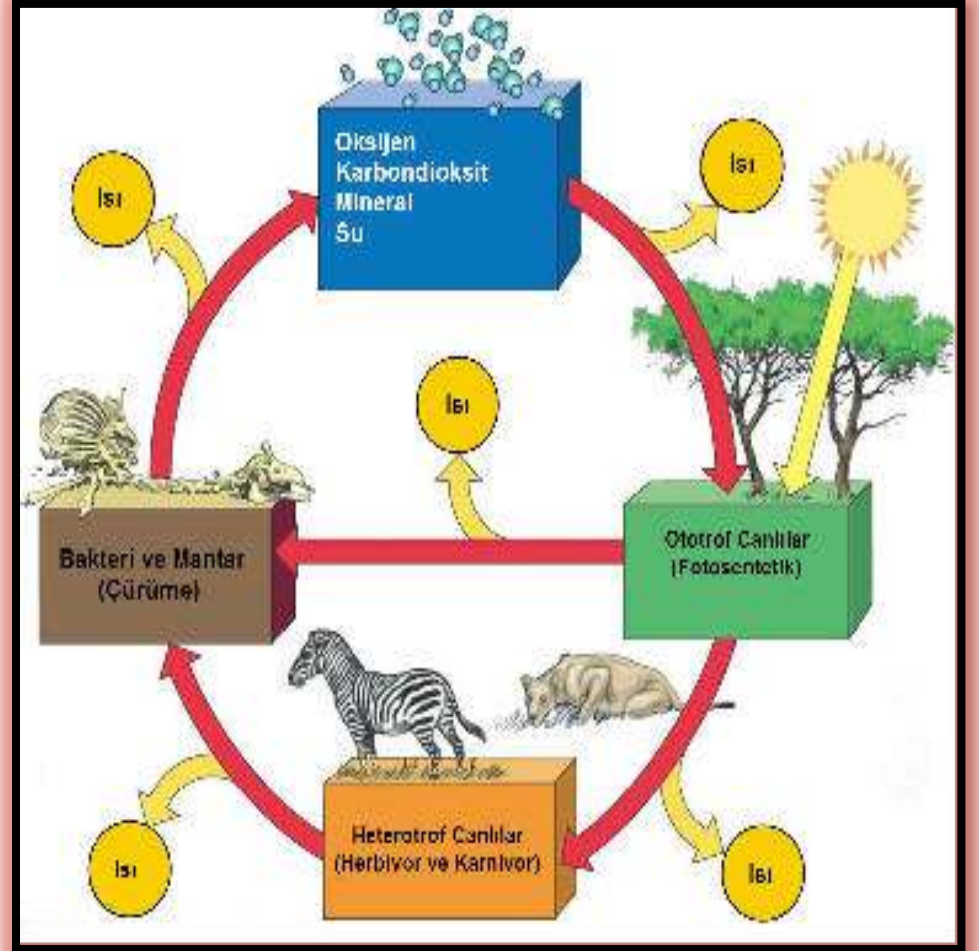 Oksijen
Karbondioksit
Mineral
Su
Isı
Isı
Isı
Bakteri ve Mantar
(Çürüme)
Ototrof Canlılar
(Fotosentetik)
Heterotrof Canlılar
(Herbivor ve Karnivor)
Isı
Isı